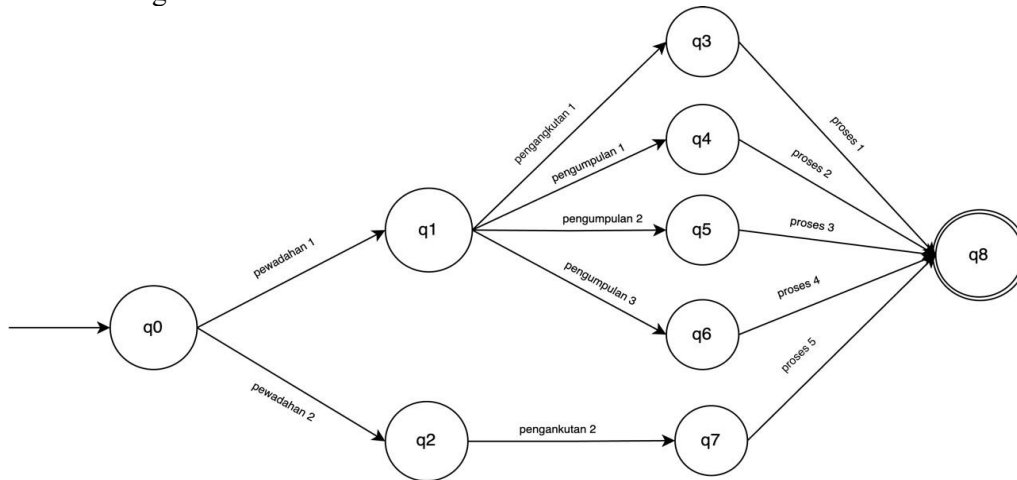 q3
pengangkutan 1
proses 1
q4
pengumpulan 1
proses 2
q1
pengumpulan 2
q5
proses 3
pewadahan 1
q8
pengumpulan 3
proses 4
q0
q6
proses 5
pewadahan 2
q2
pengankutan 2
q7